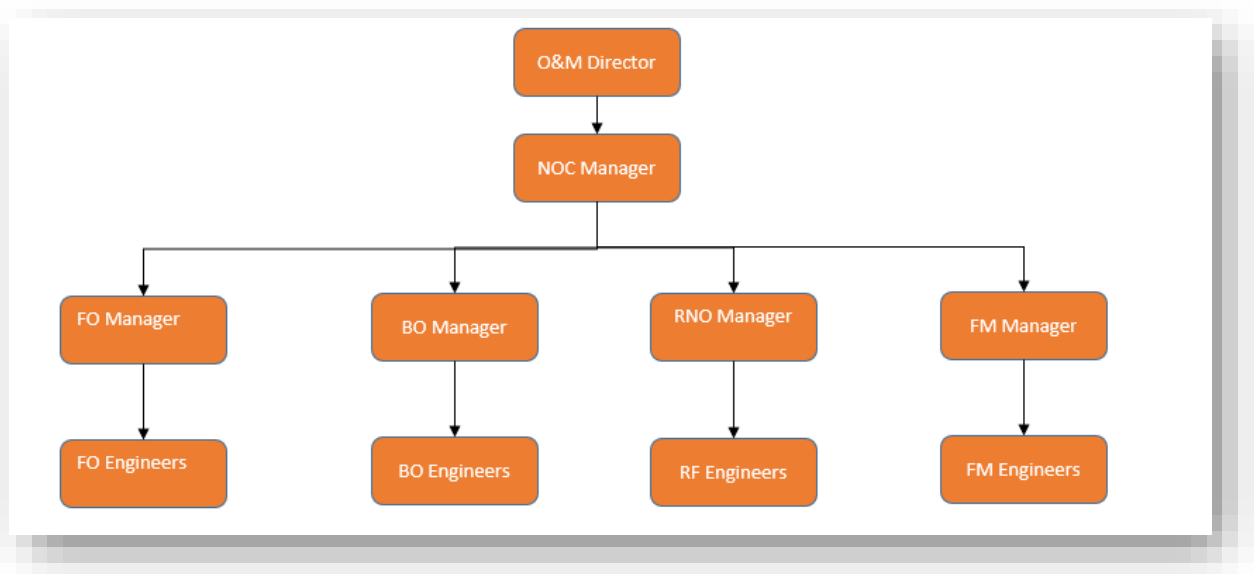 O&M Director
NOC Manager
FO Manager
BO Manager
RNO Manager
FM Manager
FO Engineers
BO Engineers
RF Engineers
FM Engineers